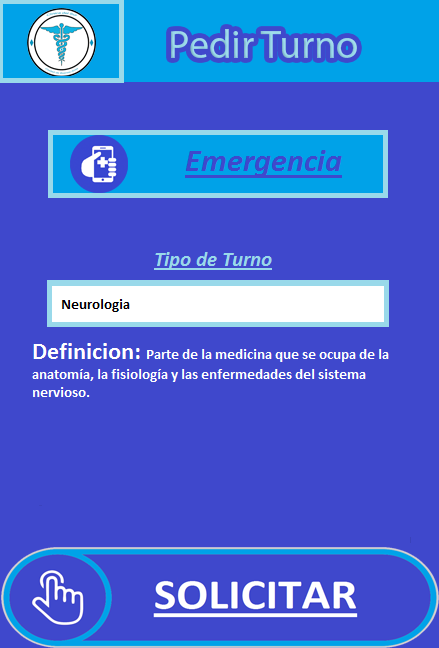 Pedir Turno
Emergencia
Tipo de Turno
Neurologia
Definicion: Parte de la medicina que se ocupa de la
anatomía, la fisiología y las enfermedades del sistema
nervioso.
SOLICITAR